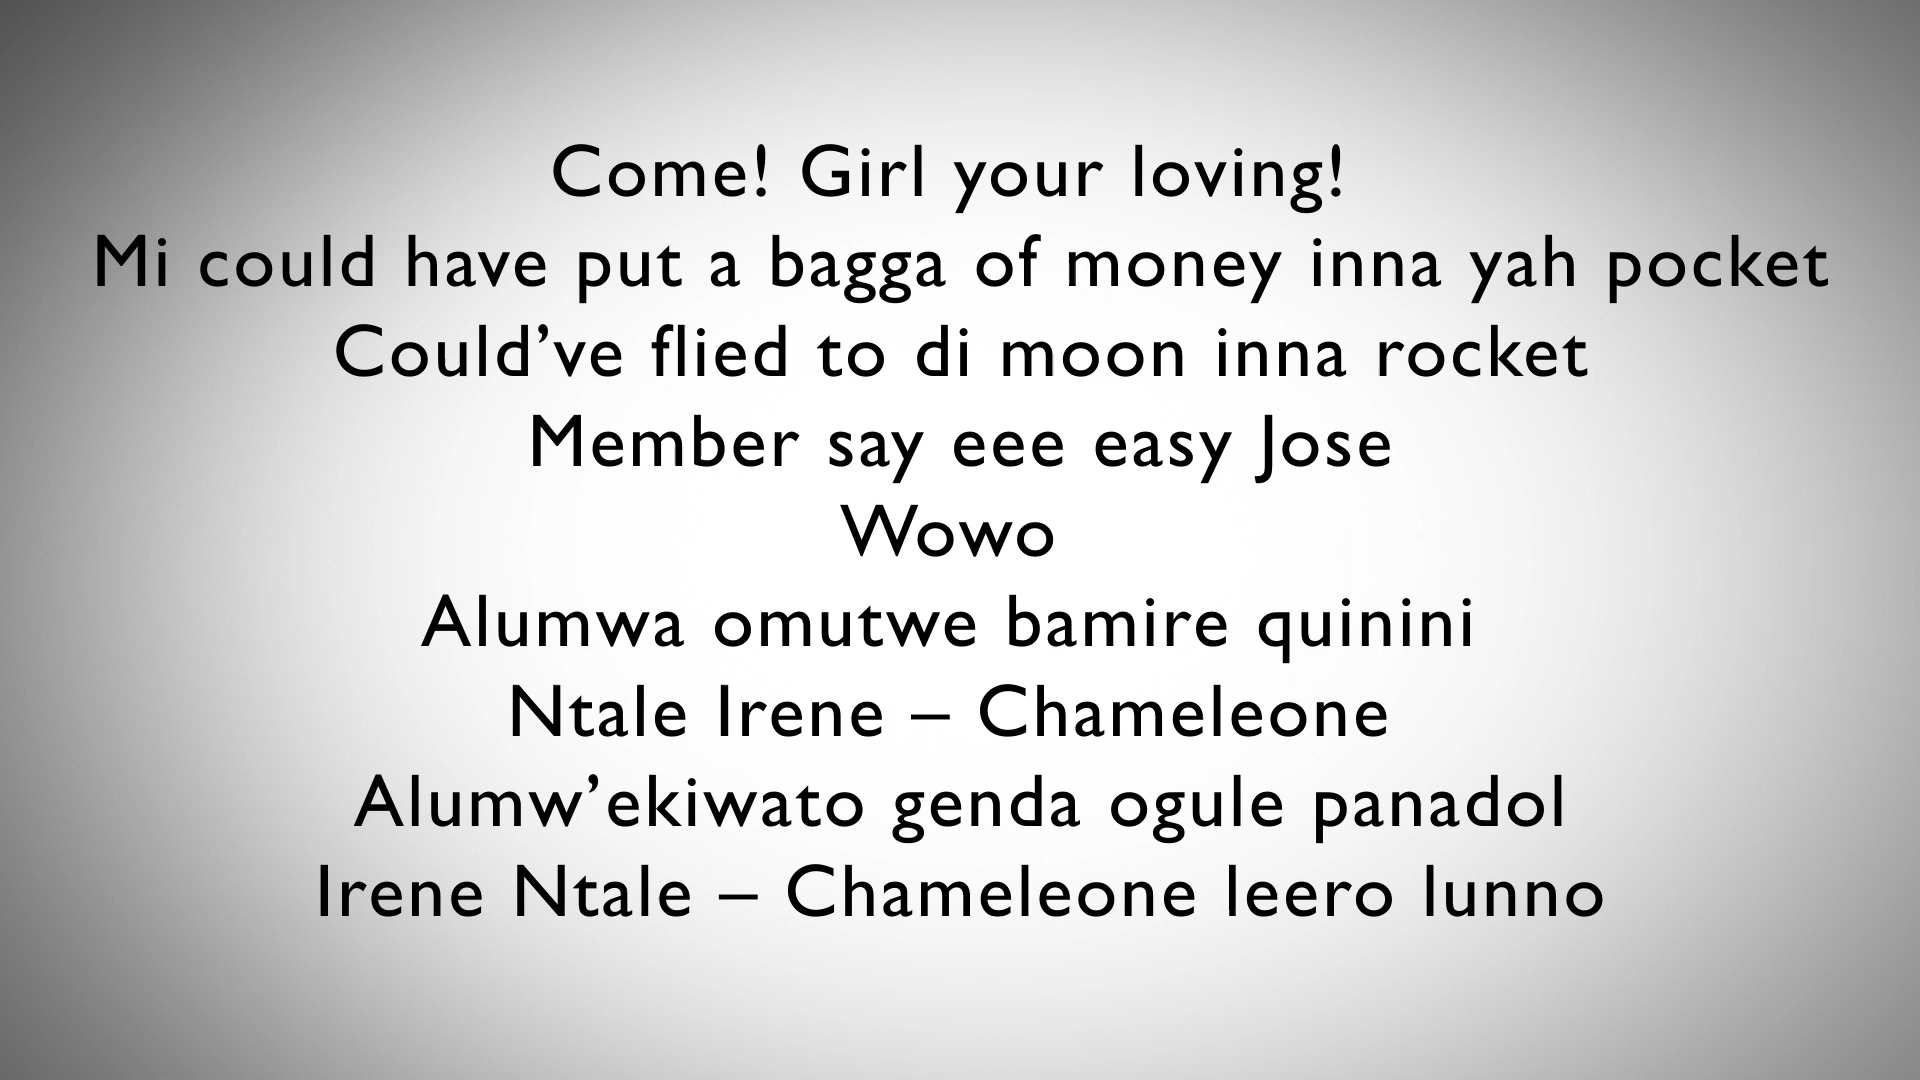 Come! Girl your loving!
Mi could have put a bagga of money inna yah pocket
Could’ve flied to di moon inna rocket
Member say eee easy Jose
Wowo
Alumwa omutwe bamire quinini
Ntale Irene – Chameleone
Alumw’ekiwato genda ogule panadol
Irene Ntale – Chameleone leero lunno